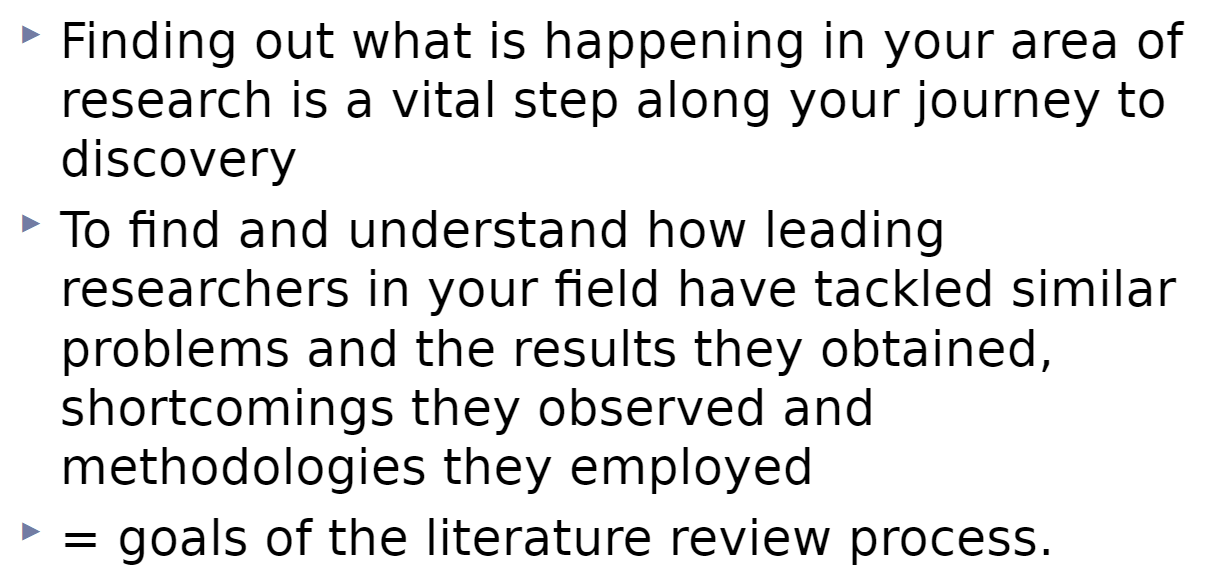 Finding out what is happening in your area of
research is a vital step along your journey to
discovery
To find and understand how leading
researchers in your field have tackled similar
problems and the results they obtained,
shortcomings they observed and
methodologies they employed
= goals of the literature review process.